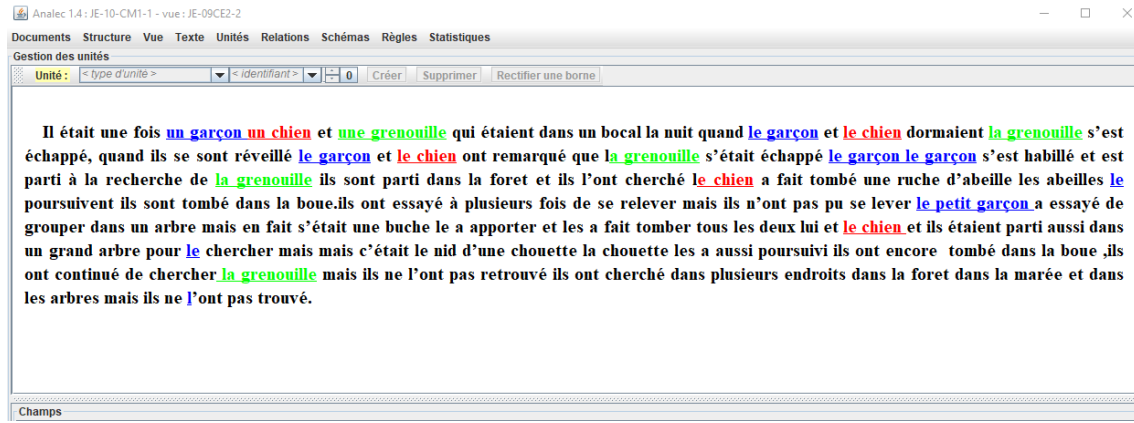 Analec 1.4 : JE-10-CM1-1 - vue : JE-09CE2-2
Documents Structure Vue Texte Unités Relations Schémas Règles Statistiques
Gestion des unités
Unité : < type d'unité > < identifiant > 0 Créer Supprimer Rectifier une borne
Il était une fois un garçon un chien et une grenouille qui étaient dans un bocal la nuit quand le garçon et le chien dormaient la grenouille s'est
échappé, quand ils se sont réveillé le garçon et le chien ont remarqué que la grenouille s'était échappé le garçon le garçon s'est habillé et est
parti à la recherche de la grenouille ils sont parti dans la foret et ils l'ont cherché le chien a fait tombé une ruche d'abeille les abeilles le
poursuivent ils sont tombé dans la boue.ils ont essayé à plusieurs fois de se relever mais ils n'ont pas pu se lever le petit garçon a essayé de
grouper dans un arbre mais en fait s'était une buche le a apporter et les a fait tomber tous les deux lui et le chien et ils étaient parti aussi dans
un grand arbre pour le chercher mais mais c'était le nid d'une chouette la chouette les a aussi poursuivi ils ont encore tombé dans la boue ,ils
ont continué de chercher la grenouille mais ils ne l'ont pas retrouvé ils ont cherché dans plusieurs endroits dans la foret dans la marée et dans
les arbres mais ils ne l'ont pas trouvé.
Champs